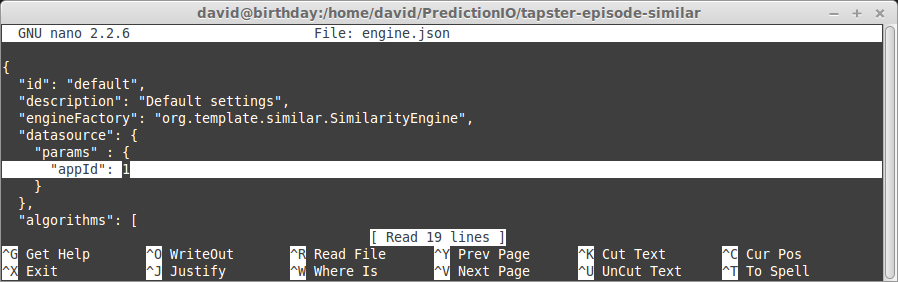 david@birthday:/home/david/PredictionIO/tapster-episode-similar
GNU nano 2.2.6 File: engine.json
{
"id": "default",
"description": "Default settings",
"engineFactory": "org.template.similar.SimilarityEngine",
"datasource": {
"params" : {
"appId": 1
}
},
"algorithms": [
[ Read 19 lines ]
^G Get Help ^O WriteOut ^R Read File ^Y Prev Page ^K Cut Text ^C Cur Pos
^X Exit ^J Justify ^W Where Is ^V Next Page ^U UnCut Text ^T To Spell